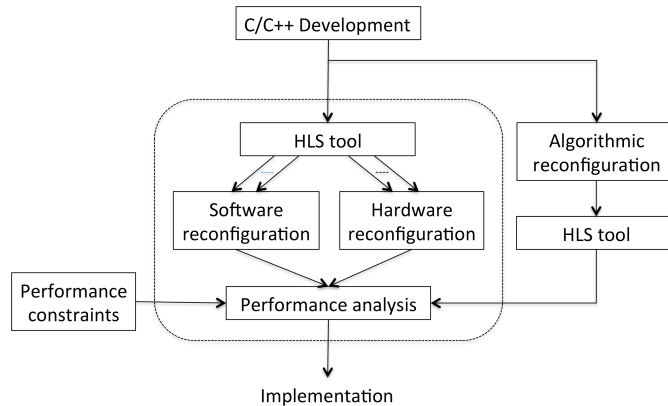 C/C++ Development
HLS tool
Algorithmic
reconfiguration
Software
reconfiguration
Hardware
reconfiguration
HLS tool
Performance
constraints
Performance analysis
Implementation